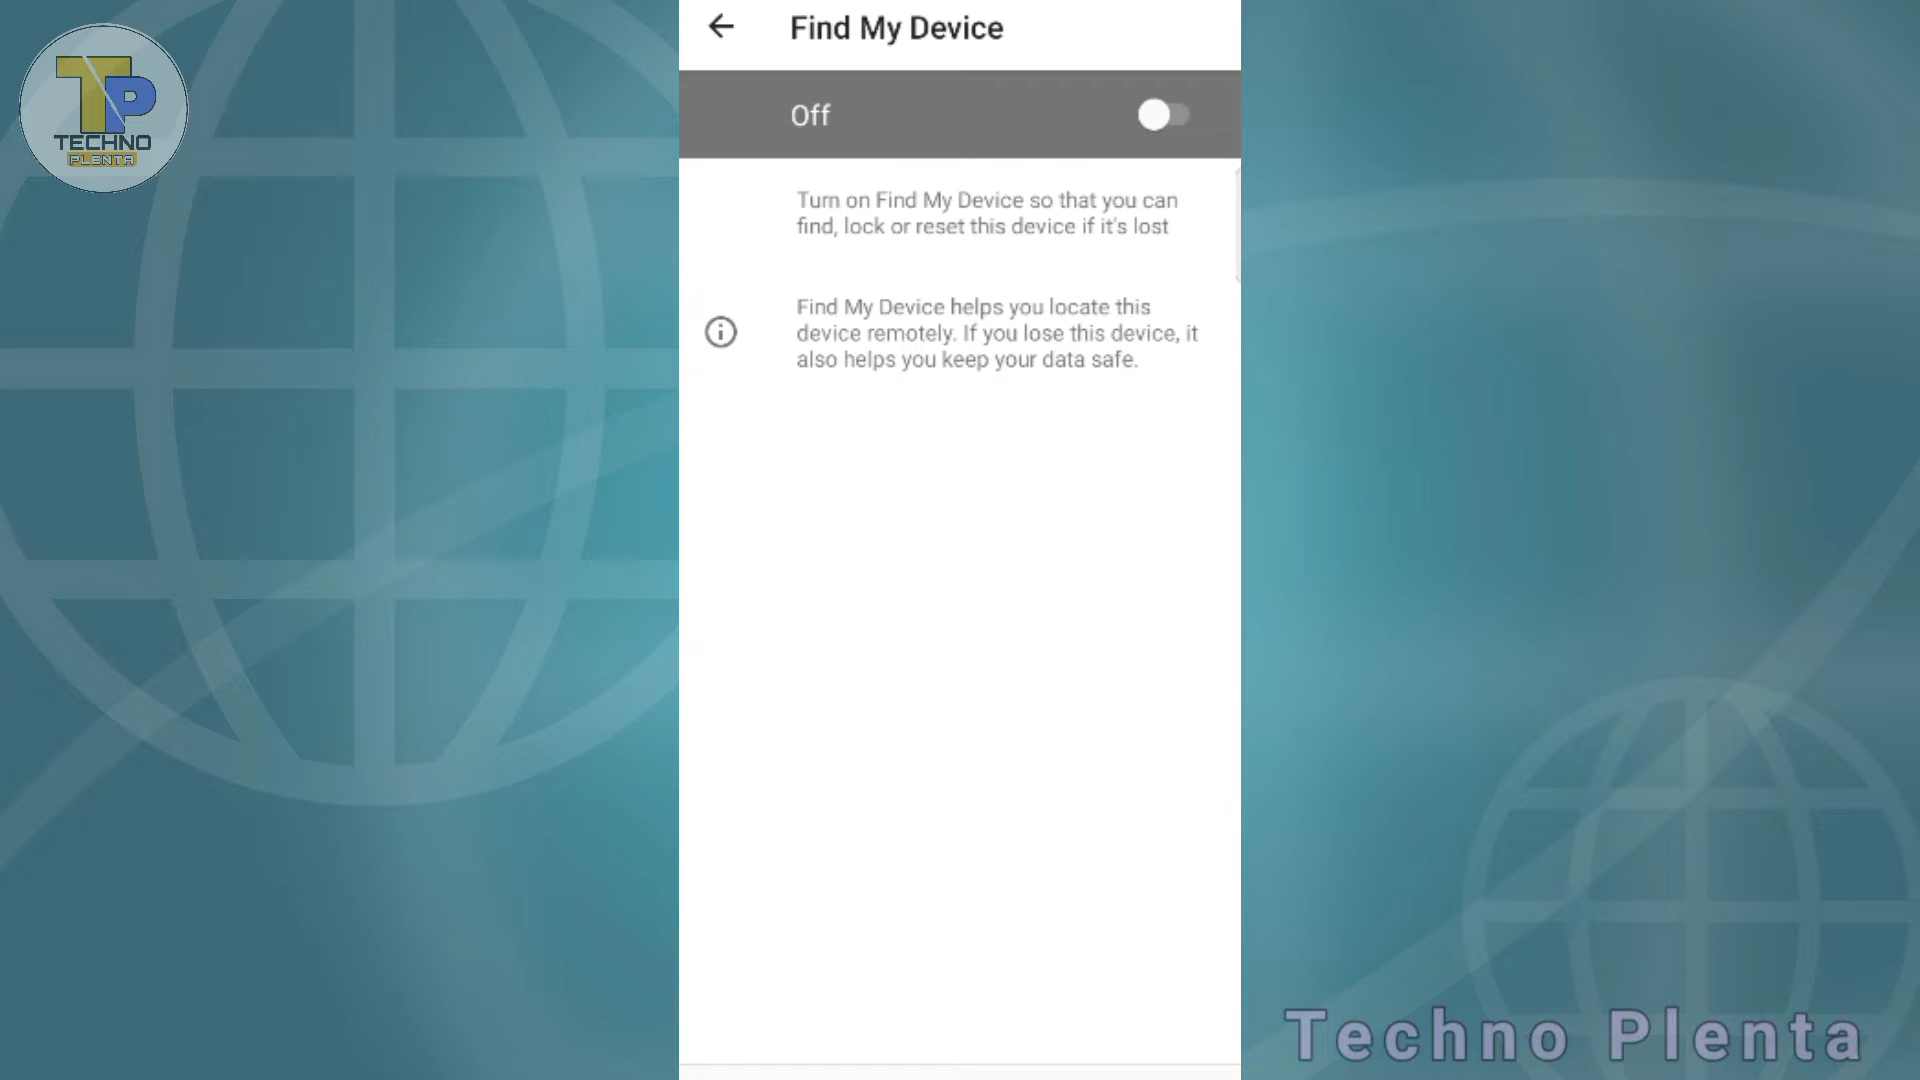 TP
TECHNO
PLENTA
Find My Device
Off
Turn on Find My Device so that you can
find, lock or reset this device if it's lost
Find My Device helps you locate this
device remotely. If you lose this device, it
also helps you keep your data safe.
Techno Plenta